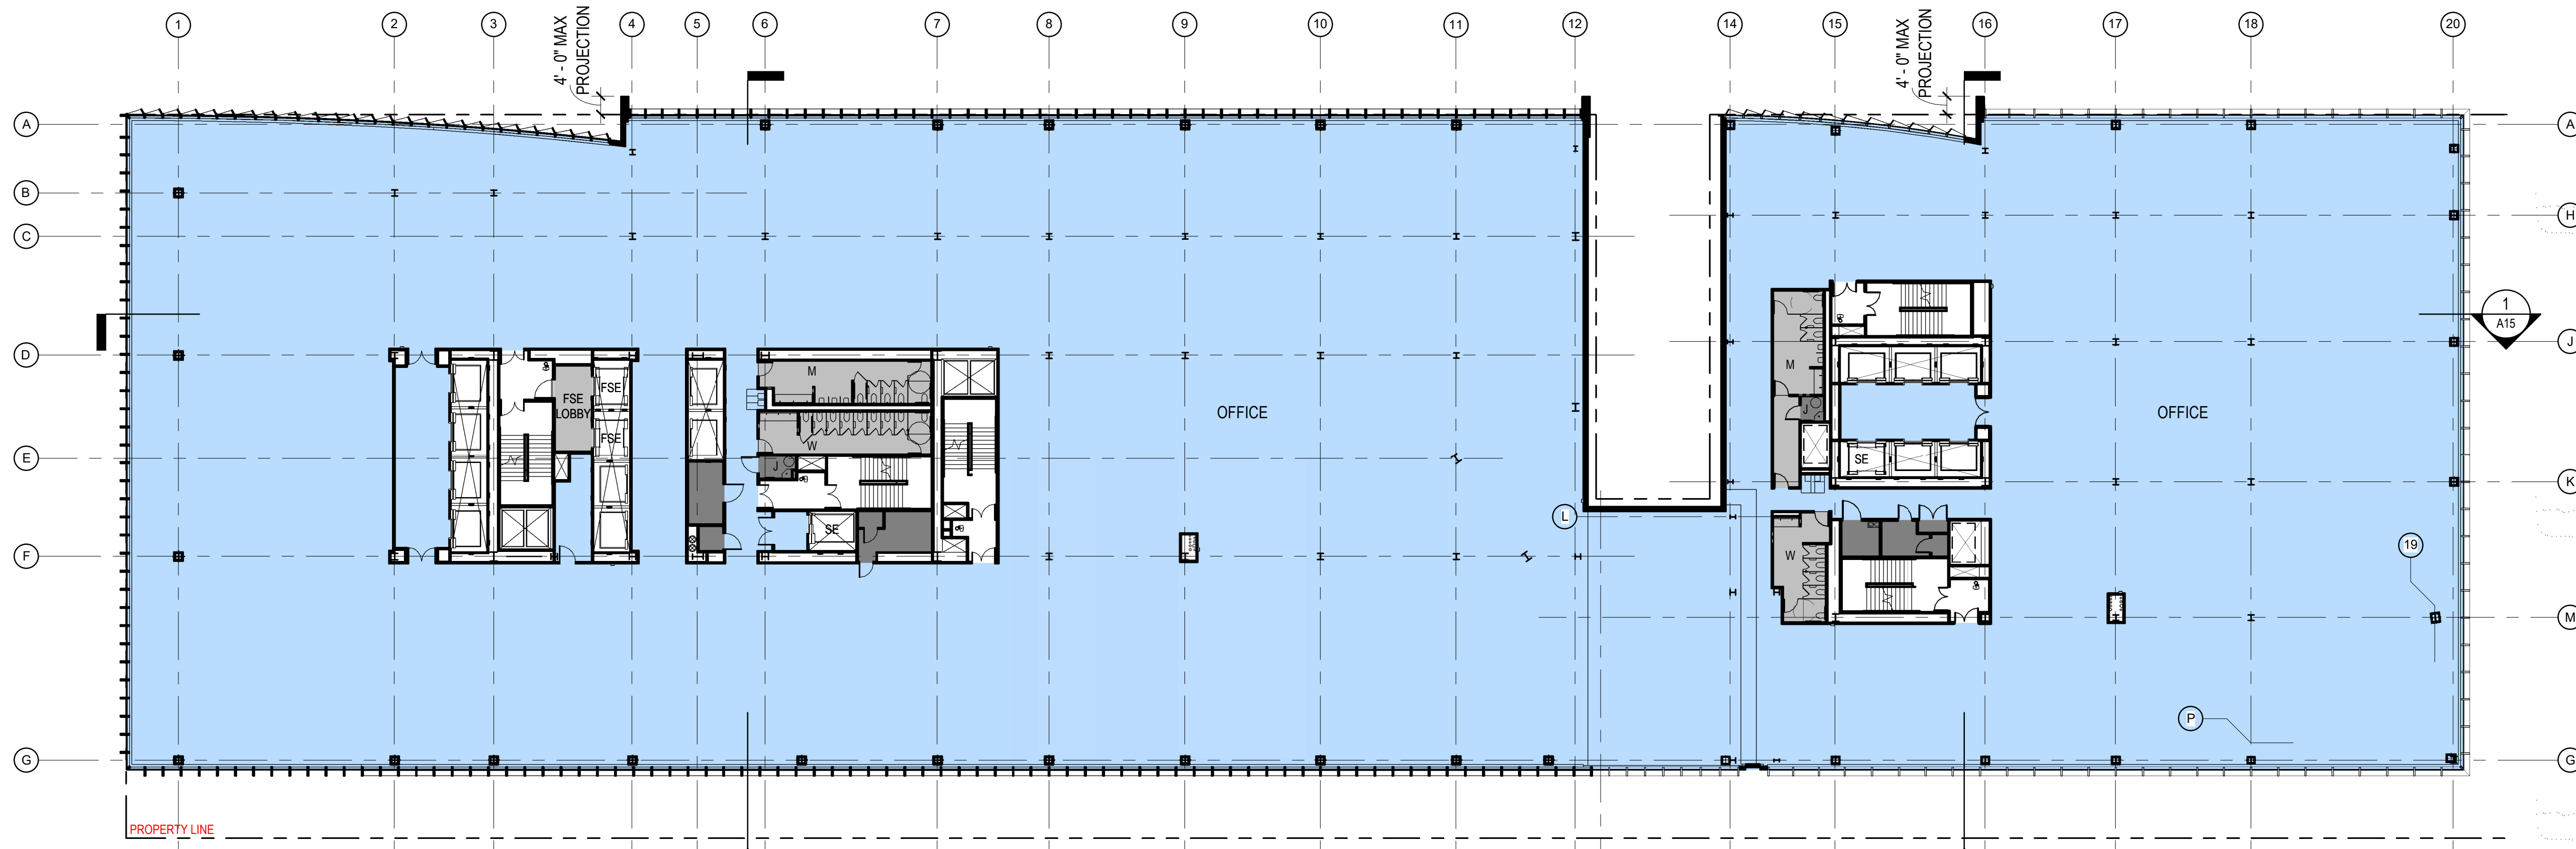 1 2 3 4 5 6 7 8 9 10 11 12 14 15 16 17 18 20
4' - 0" MAX
PROJECTION
4' - 0" MAX
PROJECTION
A A
B
H
C
1
A15
D J
M
FSE
FSE
LOBBY
M
OFFICE
J
OFFICE
FSE
W
E
SE
J
K
L
SE
19
F
W
M
P
G G
PROPERTY LINE